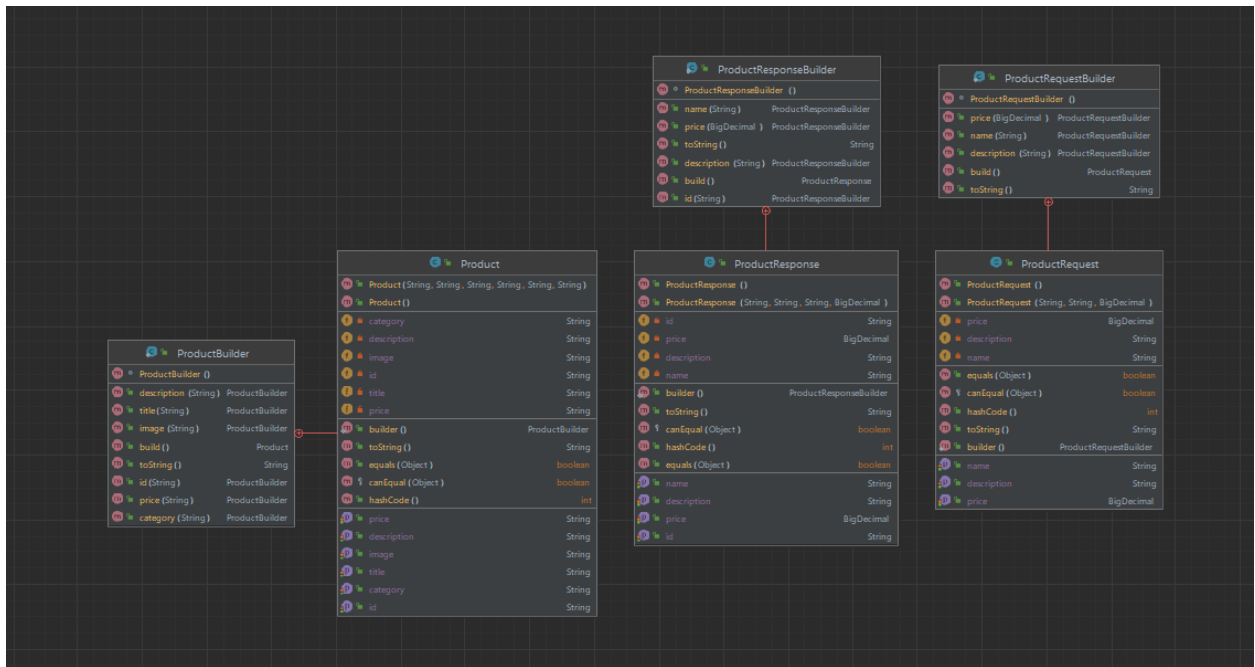 ProductResponseBuilder
ProductResponseBuilder ()
name (String) ProductResponseBuilder
price (BigDecimal ) ProductResponseBuilder
toString () String
description (String) ProductResponseBuilder
build () ProductResponse
id (String) ProductResponseBuilder
ProductRequestBuilder
ProductRequestBuilder ()
price (BigDecimal ) ProductRequestBuilder
name (String) ProductRequestBuilder
description (String) ProductRequestBuilder
build () ProductRequest
toString () String
ProductBuilder
ProductBuilder ()
description (String) ProductBuilder
title (String) ProductBuilder
image (String) ProductBuilder
build () Product
toString () String
id (String) ProductBuilder
price (String) ProductBuilder
category (String) ProductBuilder
Product
Product (String, String, String, String, String, String)
Product ()
category String
description String
image String
id String
title String
price String
builder () ProductBuilder
toString () String
equals (Object) boolean
canEqual (Object) boolean
hashCode () int
price String
description String
image String
title String
category String
id String
ProductResponse
ProductResponse ()
ProductResponse (String, String, String, BigDecimal )
id String
price BigDecimal
description String
name String
builder () ProductResponseBuilder
toString () String
canEqual (Object) boolean
hashCode () int
equals (Object) boolean
name String
description String
price BigDecimal
id String
ProductRequest
ProductRequest ()
ProductRequest (String, String, BigDecimal )
price BigDecimal
description String
name String
equals (Object) boolean
canEqual (Object) boolean
hashCode () int
toString () String
builder () ProductRequestBuilder
name String
description String
price BigDecimal